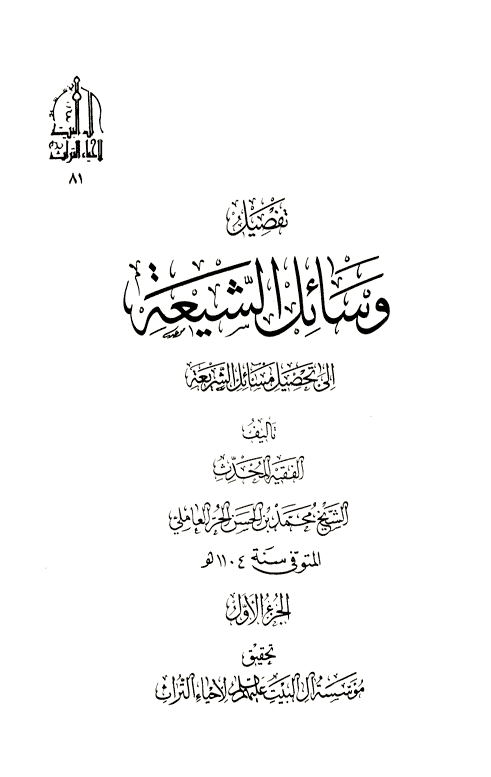 آل البيت
لإحياء التراث
٨١
تفصيل
وسائل الشيعة
إلى تحصيل مسائل الشريعة
تأليف
الفقيه المحدث
الشيخ محمد بن الحسن الحر العاملي
المتوفى سنة ١١٠٤ هـ
الجزء الأول
تحقيق
مؤسسة آل البيت عليهم السلام لإحياء التراث